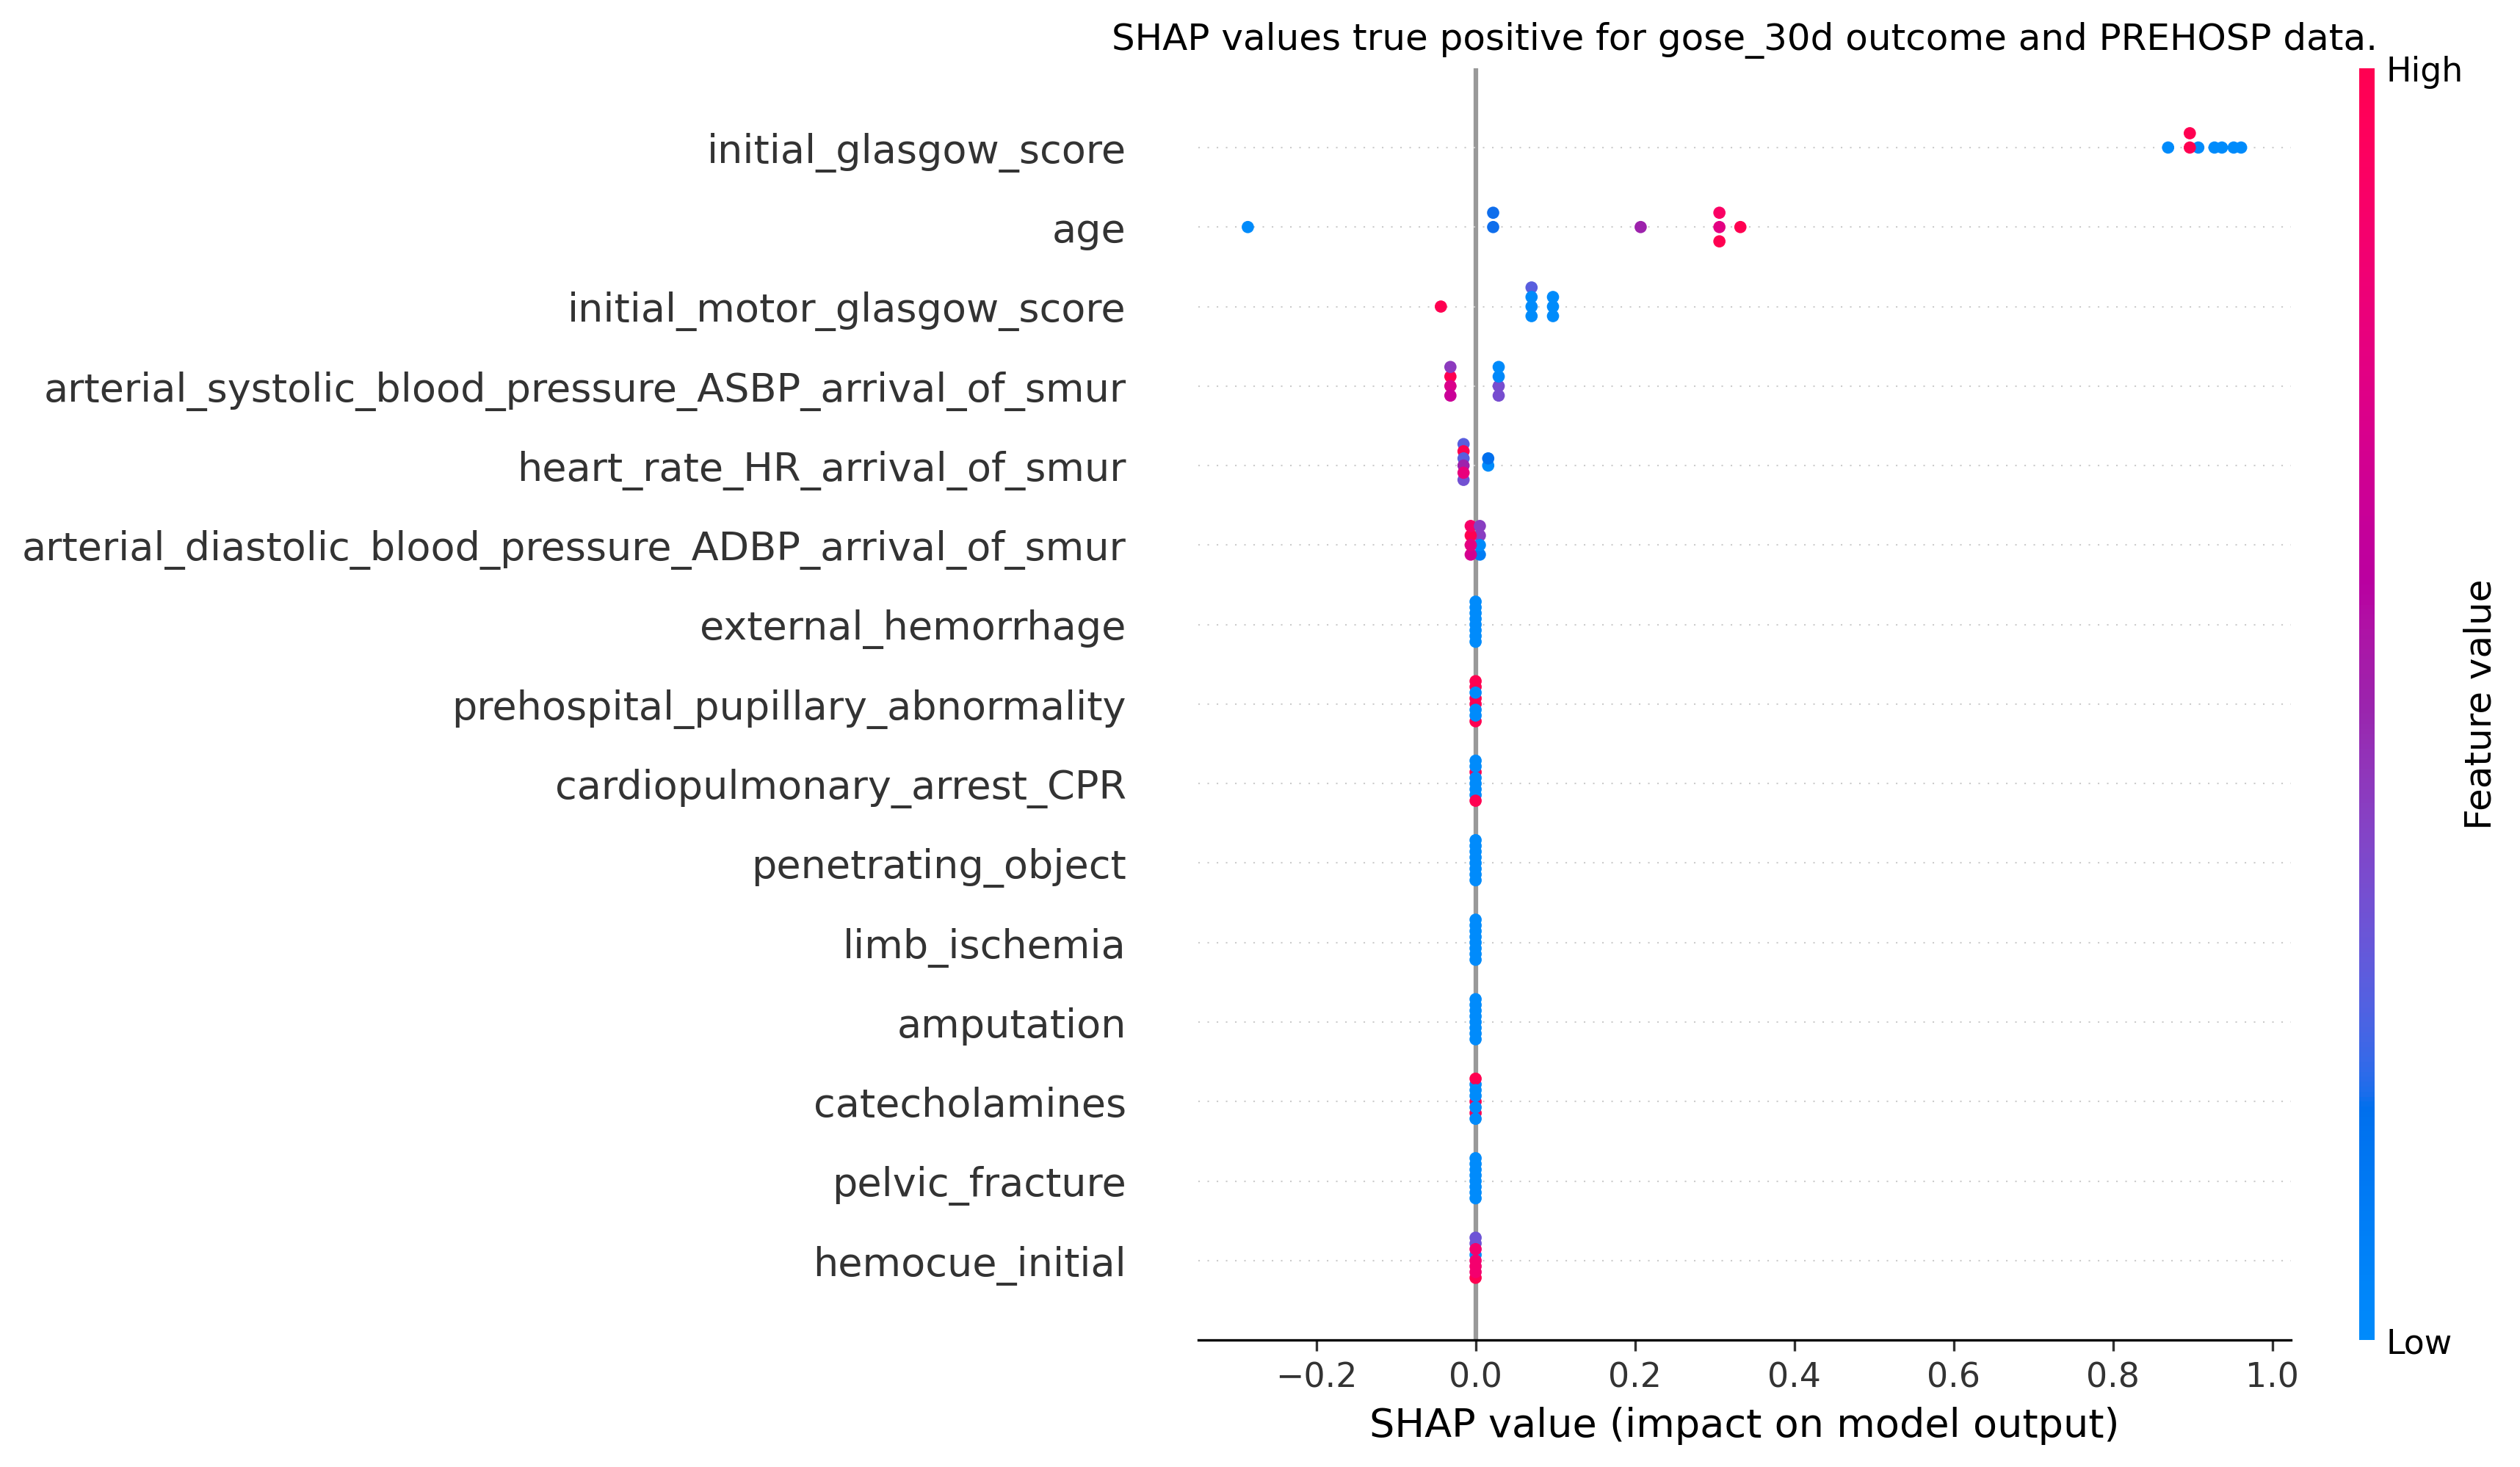 SHAP values true positive for gose_30d outcome and PREHOSP data.
High
initial_glasgow_score
age
initial_motor_glasgow_score
arterial_systolic_blood_pressure_ASBP_arrival_of_smur
heart_rate_HR_arrival_of_smur
arterial_diastolic_blood_pressure_ADBP_arrival_of_smur
external_hemorrhage
prehospital_pupillary_abnormality
cardiopulmonary_arrest_CPR
penetrating_object
limb_ischemia
amputation
catecholamines
pelvic_fracture
hemocue_initial
Feature value
Low
−0.2 0.0 0.2 0.4 0.6 0.8 1.0
SHAP value (impact on model output)